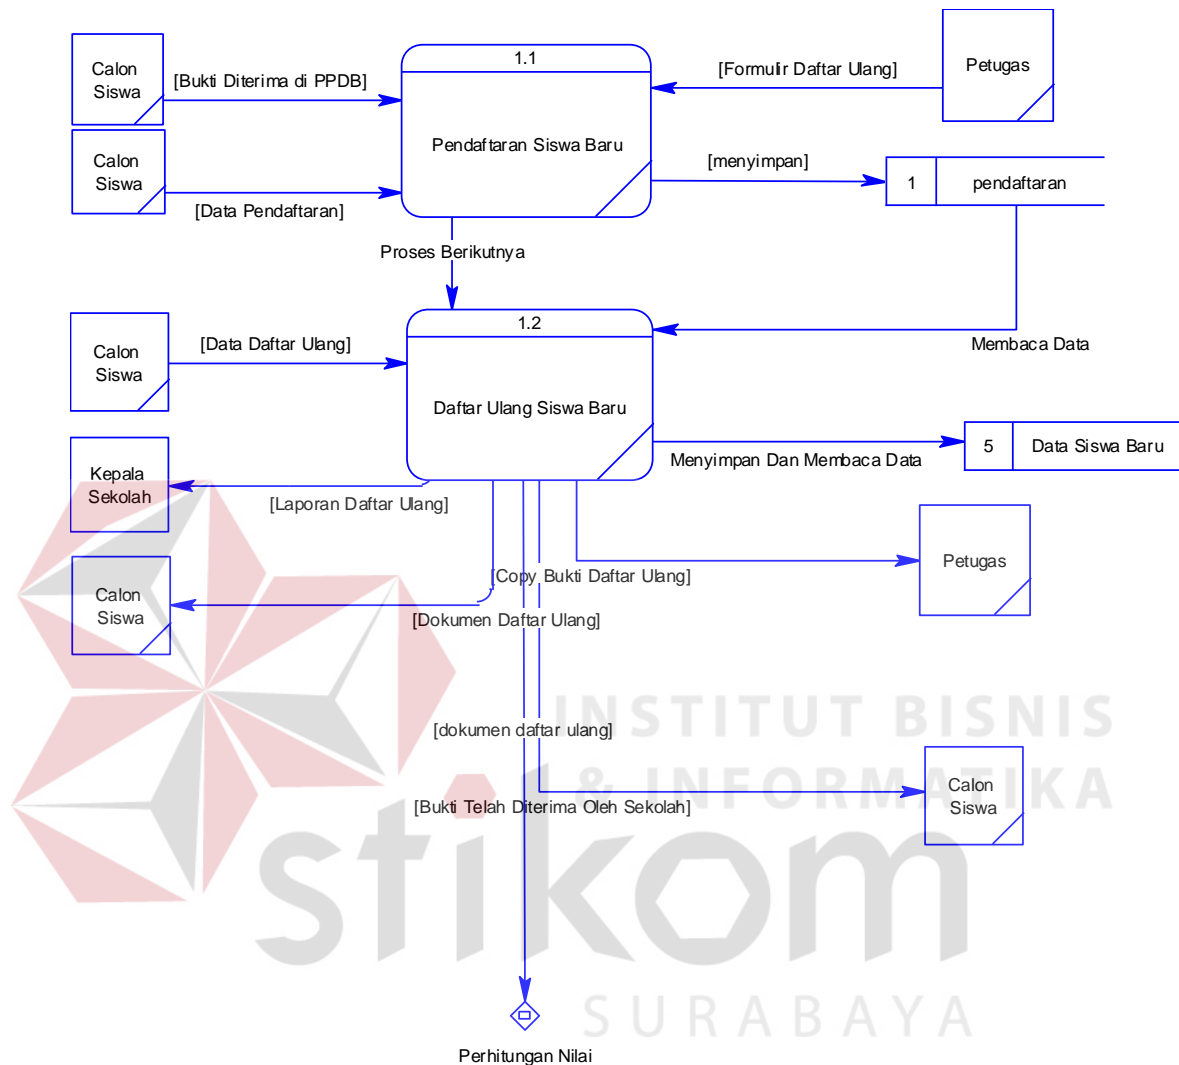 1.1
Calon
Siswa
[Bukti Diterima di PPDB]
[Formulir Daftar Ulang]
Petugas
Pendaftaran Siswa Baru
Calon
Siswa
[menyimpan]
1
pendaftaran
[Data Pendaftaran]
Proses Berikutnya
1.2
Calon
Siswa
[Data Daftar Ulang]
Membaca Data
Daftar Ulang Siswa Baru
Kepala
Sekolah
Menyimpan Dan Membaca Data
5
Data Siswa Baru
[Laporan Daftar Ulang]
[Copy Bukti Daftar Ulang]
Petugas
Calon
Siswa
[Dokumen Daftar Ulang]
INSTITUT BISNIS
[dokumen daftar ulang]
& INFORMATIKA
[Bukti Telah Diterima Oleh Sekolah]
Calon
Siswa
stikom
SURABAYA
Perhitungan Nilai